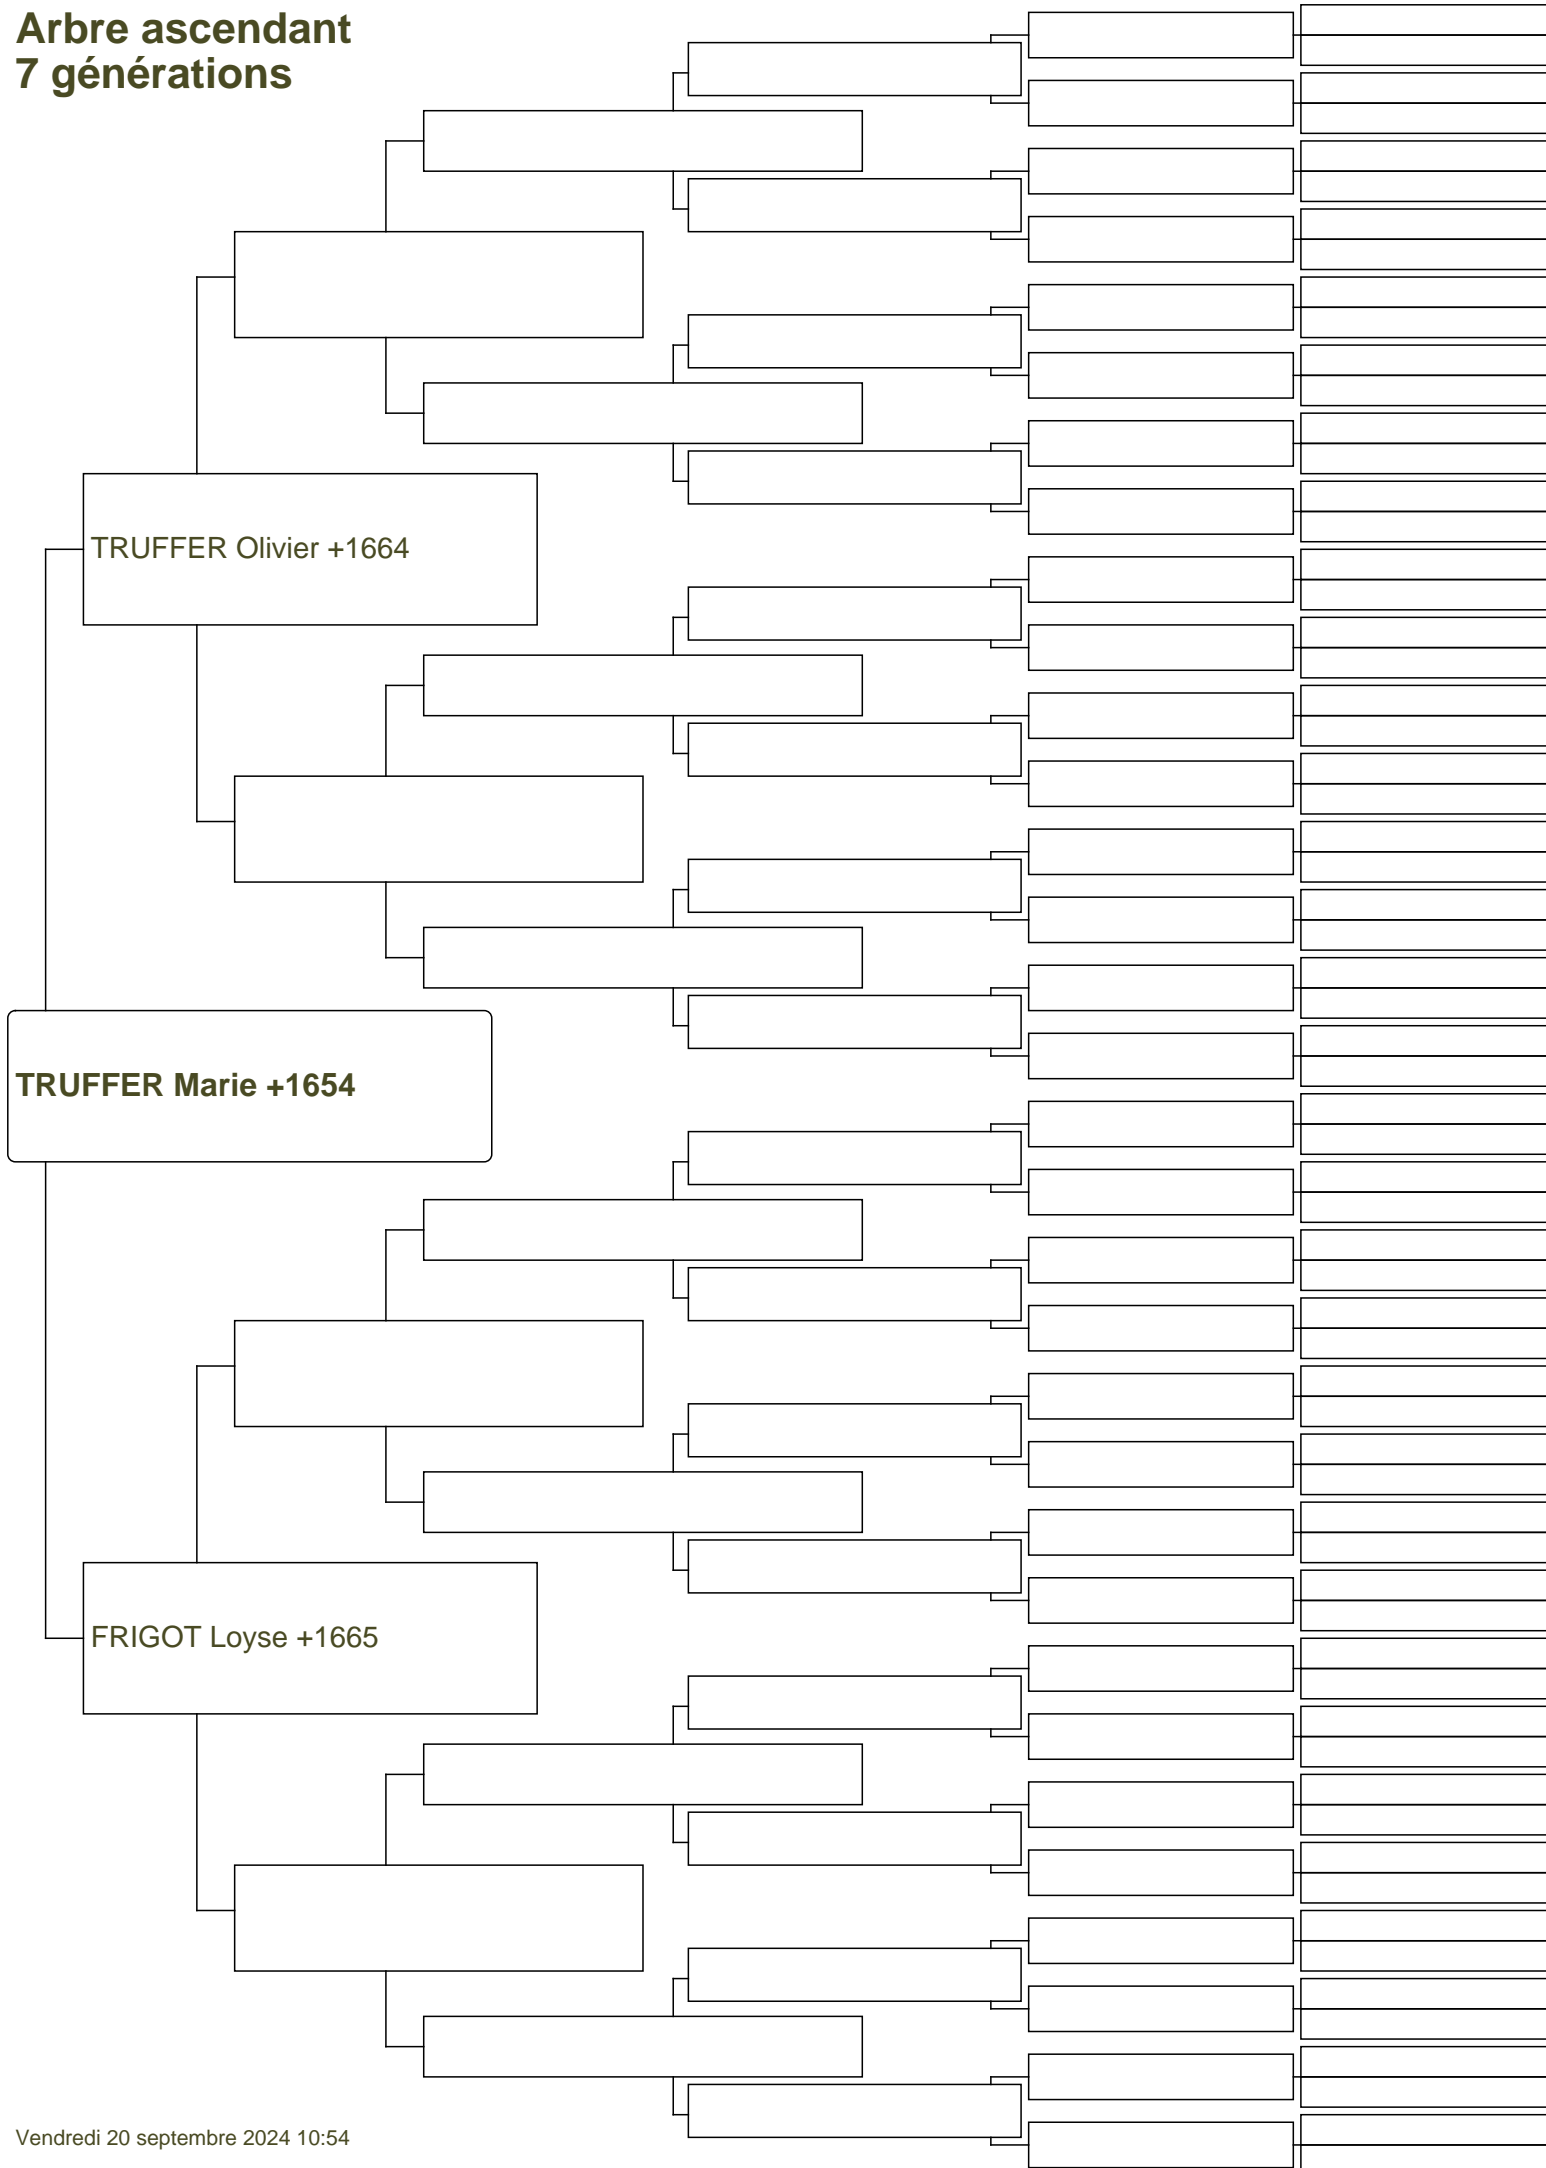 Arbre ascendant
7 générations
TRUFFER Olivier +1664
TRUFFER Marie +1654
FRIGOT Loyse +1665
Vendredi 20 septembre 2024 10:54